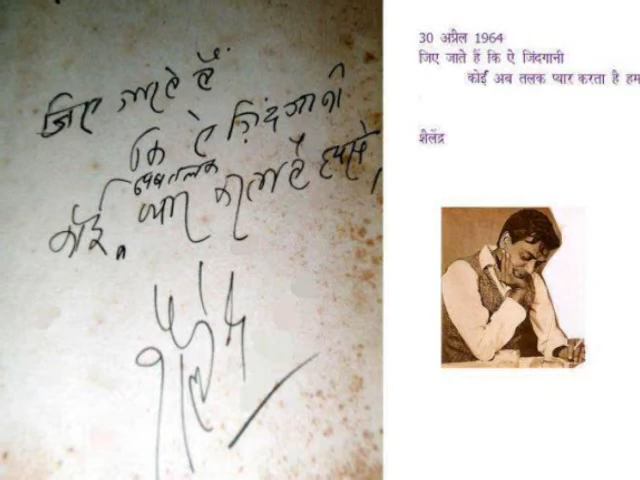 जिए जाते हैं
कि ऐ ज़िंदगानी
अब तलक
कोई प्यार करता है हमसे
शैलेंद्र
30 अप्रैल 1964
जिए जाते हैं कि ऐ जिंदगानी
कोई अब तलक प्यार करता है हम
शैलेंद्र